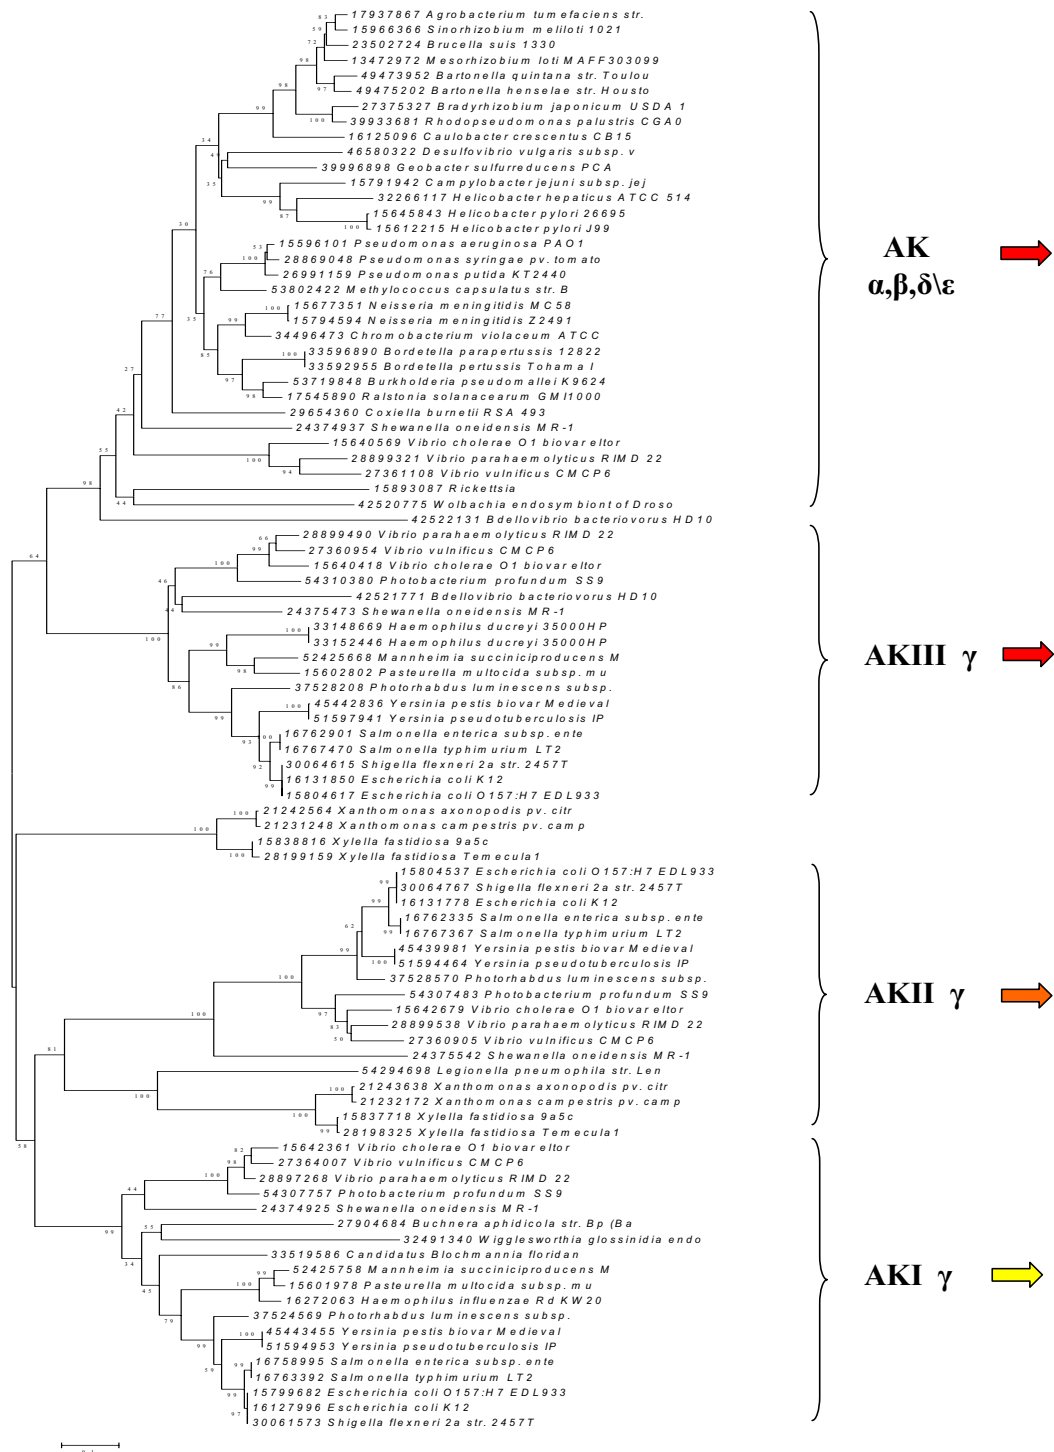 17937867 Agrobacterium tumefaciens str.
15966366 Sinorhizobium meliloti 1021
23502724 Brucella suis 1330
13472972 Mesorhizobium loti MAFF303099
49473952 Bartonella quintana str. Toulou
49475202 Bartonella henselae str. Housto
27375327 Bradyrhizobium japonicum USDA 1
39933681 Rhodopseudomonas palustris CGA0
16125096 Caulobacter crescentus CB15
46580322 Desulfovibrio vulgaris subsp. v
39996898 Geobacter sulfurreducens PCA
15791942 Campylobacter jejuni subsp. jej
32266117 Helicobacter hepaticus ATCC 514
15645843 Helicobacter pylori 26695
15612215 Helicobacter pylori J99
15596101 Pseudomonas aeruginosa PAO1
28869048 Pseudomonas syringae pv. tomato
26991159 Pseudomonas putida KT2440
53802422 Methylococcus capsulatus str. B
15677351 Neisseria meningitidis MC58
15794594 Neisseria meningitidis Z2491
34496473 Chromobacterium violaceum ATCC
33596890 Bordetella parapertussis 12822
33592955 Bordetella pertussis Tohama I
53719848 Burkholderia pseudomallei K9624
17545890 Ralstonia solanacearum GMI1000
29654360 Coxiella burnetii RSA 493
24374937 Shewanella oneidensis MR-1
15640569 Vibrio cholerae O1 biovar eltor
28899321 Vibrio parahaemolyticus RIMD 22
27361108 Vibrio vulnificus CMCP6
15893087 Rickettsia
42520775 Wolbachia endosymbiont of Droso
42522131 Bdellovibrio bacteriovorus HD10
AK
α,β,δ\ε
28899490 Vibrio parahaemolyticus RIMD 22
27360954 Vibrio vulnificus CMCP6
15640418 Vibrio cholerae O1 biovar eltor
54310380 Photobacterium profundum SS9
42521771 Bdellovibrio bacteriovorus HD10
24375473 Shewanella oneidensis MR-1
33148669 Haemophilus ducreyi 35000HP
33152446 Haemophilus ducreyi 35000HP
52425668 Mannheimia succiniciproducens M
15602802 Pasteurella multocida subsp. mu
37528208 Photorhabdus luminescens subsp.
45442836 Yersinia pestis biovar Medieval
51597941 Yersinia pseudotuberculosis IP
16762901 Salmonella enterica subsp. ente
16767470 Salmonella typhimurium LT2
30064615 Shigella flexneri 2a str. 2457T
16131850 Escherichia coli K12
15804617 Escherichia coli O157:H7 EDL933
AKIII γ
21242564 Xanthomonas axonopodis pv. citr
21231248 Xanthomonas campestris pv. camp
15838816 Xylella fastidiosa 9a5c
28199159 Xylella fastidiosa Temecula1
15804537 Escherichia coli O157:H7 EDL933
30064767 Shigella flexneri 2a str. 2457T
16131778 Escherichia coli K12
16762335 Salmonella enterica subsp. ente
16767367 Salmonella typhimurium LT2
45439981 Yersinia pestis biovar Medieval
51594464 Yersinia pseudotuberculosis IP
37528570 Photorhabdus luminescens subsp.
54307483 Photobacterium profundum SS9
15642679 Vibrio cholerae O1 biovar eltor
28899538 Vibrio parahaemolyticus RIMD 22
27360905 Vibrio vulnificus CMCP6
24375542 Shewanella oneidensis MR-1
54294698 Legionella pneumophila str. Len
21243638 Xanthomonas axonopodis pv. citr
21232172 Xanthomonas campestris pv. camp
15837718 Xylella fastidiosa 9a5c
28198325 Xylella fastidiosa Temecula1
AKII γ
15642361 Vibrio cholerae O1 biovar eltor
27364007 Vibrio vulnificus CMCP6
28897268 Vibrio parahaemolyticus RIMD 22
54307757 Photobacterium profundum SS9
24374925 Shewanella oneidensis MR-1
27904684 Buchnera aphidicola str. Bp (Ba
32491340 Wigglesworthia glossinidia endo
33519586 Candidatus Blochmannia floridan
52425758 Mannheimia succiniciproducens M
15601978 Pasteurella multocida subsp. mu
16272063 Haemophilus influenzae Rd KW20
37524569 Photorhabdus luminescens subsp.
45443455 Yersinia pestis biovar Medieval
51594953 Yersinia pseudotuberculosis IP
16758995 Salmonella enterica subsp. ente
16763392 Salmonella typhimurium LT2
15799682 Escherichia coli O157:H7 EDL933
16127996 Escherichia coli K12
30061573 Shigella flexneri 2a str. 2457T
AKI γ